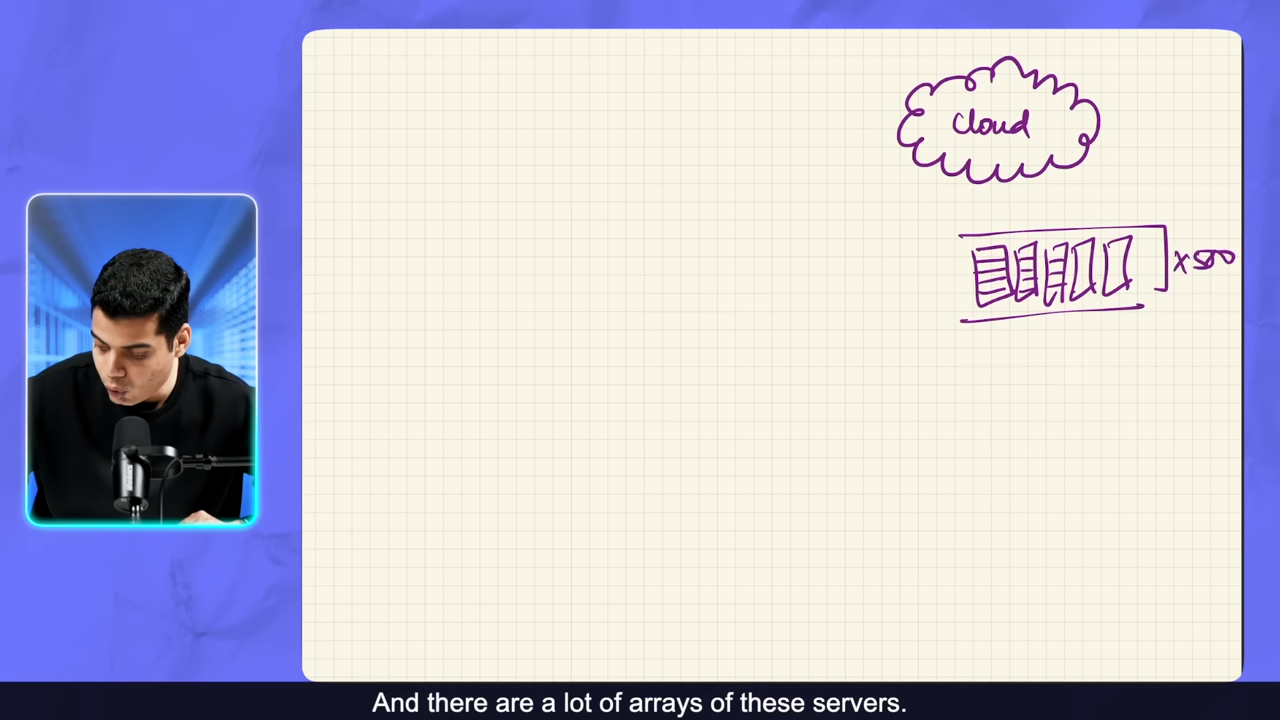 cloud
x500
And there are a lot of arrays of these servers.